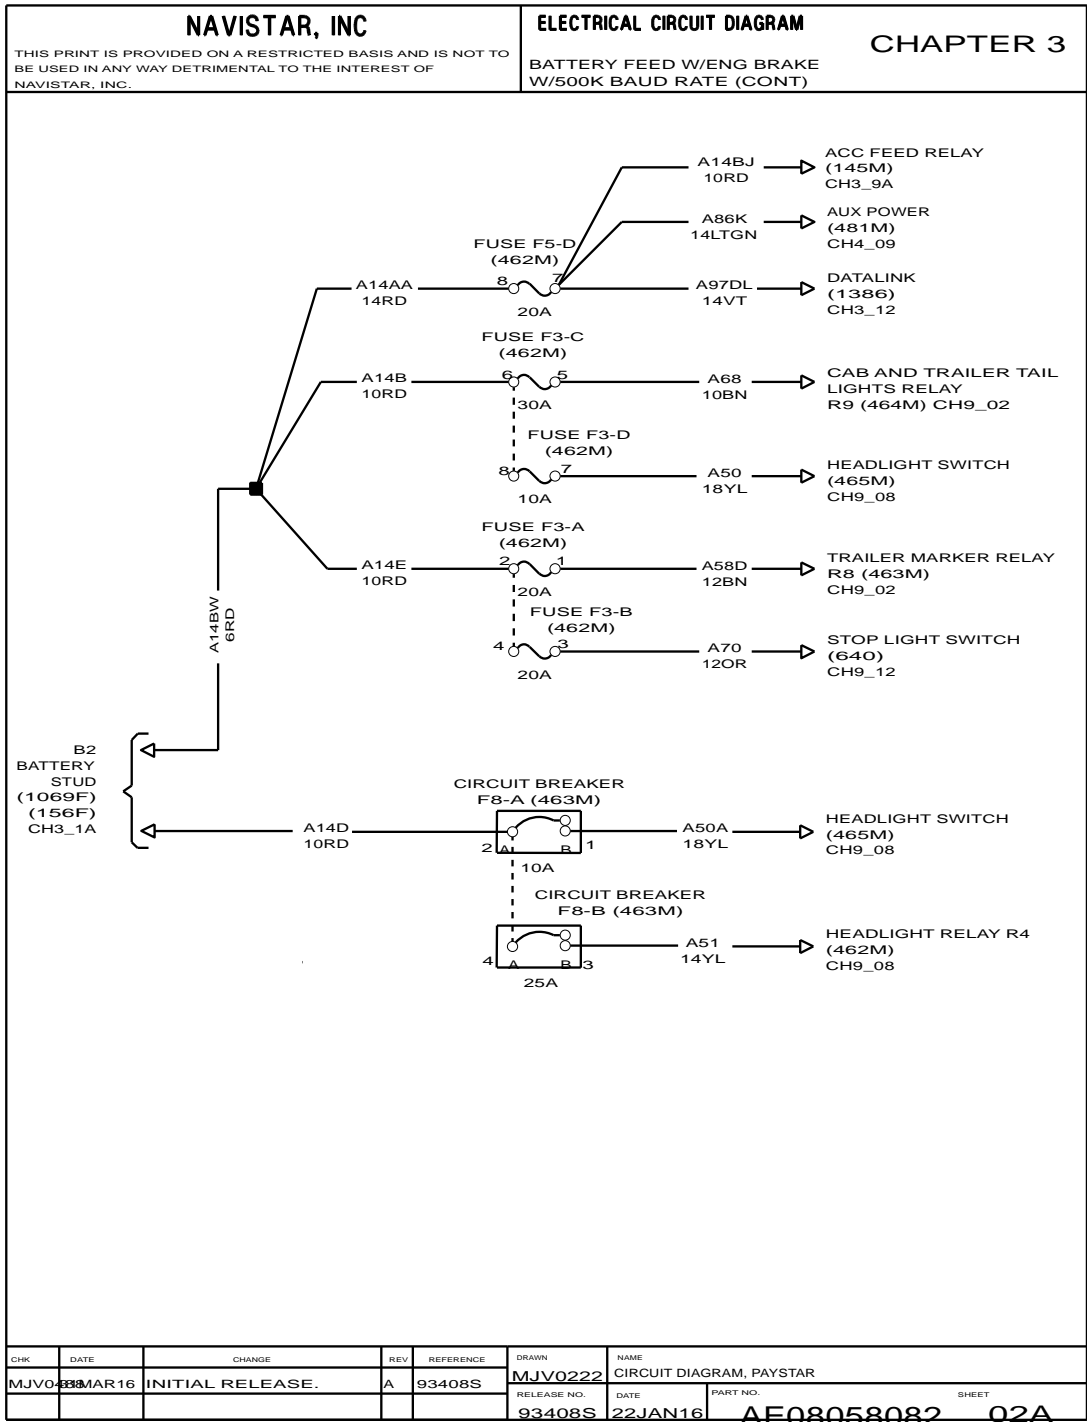 NAVISTAR, INC
THIS PRINT IS PROVIDED ON A RESTRICTED BASIS AND IS NOT TO
BE USED IN ANY WAY DETRIMENTAL TO THE INTEREST OF
NAVISTAR, INC.
ELECTRICAL CIRCUIT DIAGRAM
BATTERY FEED W/ENG BRAKE
W/500K BAUD RATE (CONT)
CHAPTER 3
A14BJ
10RD
ACC FEED RELAY
(145M)
CH3_9A
A86K
14LTGN
AUX POWER
(481M)
CH4_09
FUSE F5-D
(462M)
A14AA
14RD
8
7
20A
A97DL
14VT
DATALINK
(1386)
CH3_12
FUSE F3-C
(462M)
A14B
10RD
6
5
30A
A68
10BN
CAB AND TRAILER TAIL
LIGHTS RELAY
R9 (464M) CH9_02
FUSE F3-D
(462M)
8
7
10A
A50
18YL
HEADLIGHT SWITCH
(465M)
CH9_08
FUSE F3-A
(462M)
A14E
10RD
2
1
20A
A58D
12BN
TRAILER MARKER RELAY
R8 (463M)
CH9_02
FUSE F3-B
(462M)
4
3
20A
A70
12OR
STOP LIGHT SWITCH
(640)
CH9_12
A14BW
6RD
B2
BATTERY
STUD
(1069F)
(156F)
CH3_1A
CIRCUIT BREAKER
F8-A (463M)
A14D
10RD
2 A B 1
10A
A50A
18YL
HEADLIGHT SWITCH
(465M)
CH9_08
CIRCUIT BREAKER
F8-B (463M)
4 A B 3
25A
A51
14YL
HEADLIGHT RELAY R4
(462M)
CH9_08
CHK DATE CHANGE REV REFERENCE
MAR16 INITIAL RELEASE. A 93408S
DRAWN
MJV0222
NAME
CIRCUIT DIAGRAM, PAYSTAR
RELEASE NO.
93408S
DATE
22JAN16
PART NO.
AF08058082
SHEET
02A